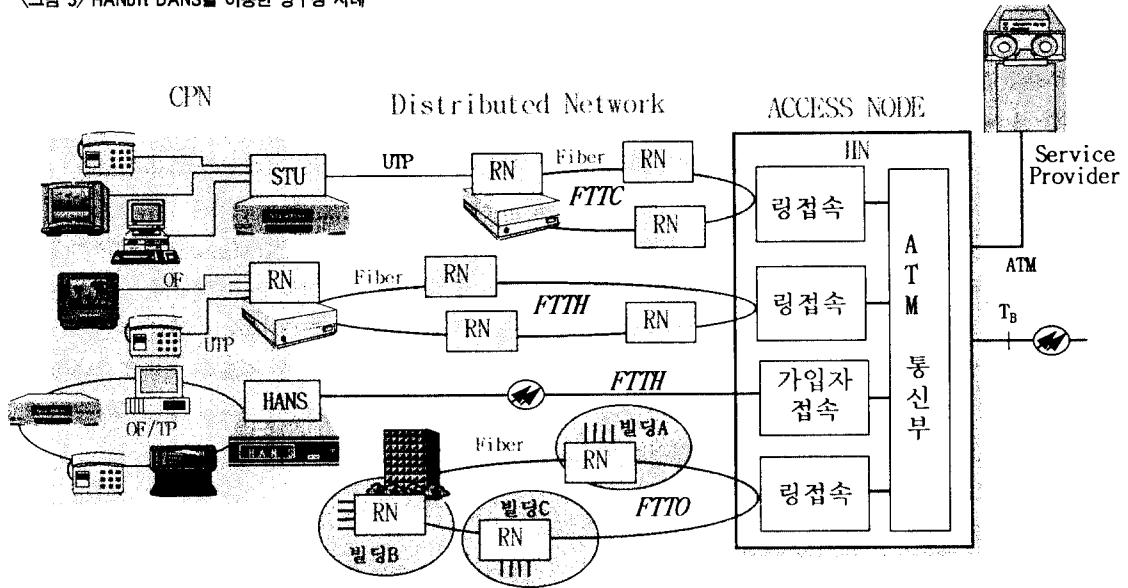 CPN
Distributed Network
ACCESS NODE
Service
Provider
STU
UTP
RN
Fiber
RN
FTTC
RN
링접속
OF
RN
UTP
Fiber
RN
FTTH
RN
RN
링접속
ATM
T_B
HANS
OF/TP
HANS
FTTH
가입자
접속
ATM 통신부
Fiber
빌딩A
RN
FTTO
링접속
RN
빌딩B
빌딩C
RN